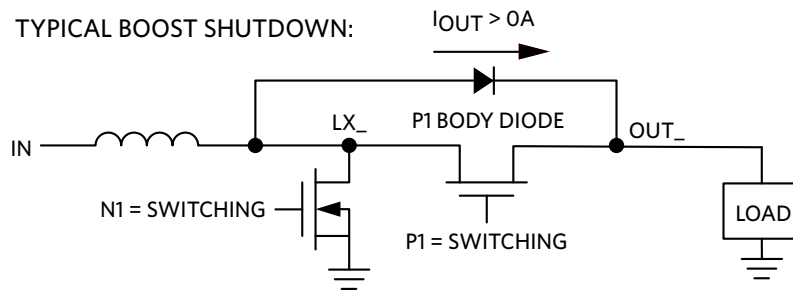 TYPICAL BOOST SHUTDOWN:
IOUT > 0A
P1 BODY DIODE
IN
LX_
OUT_
N1 = SWITCHING
P1 = SWITCHING
LOAD